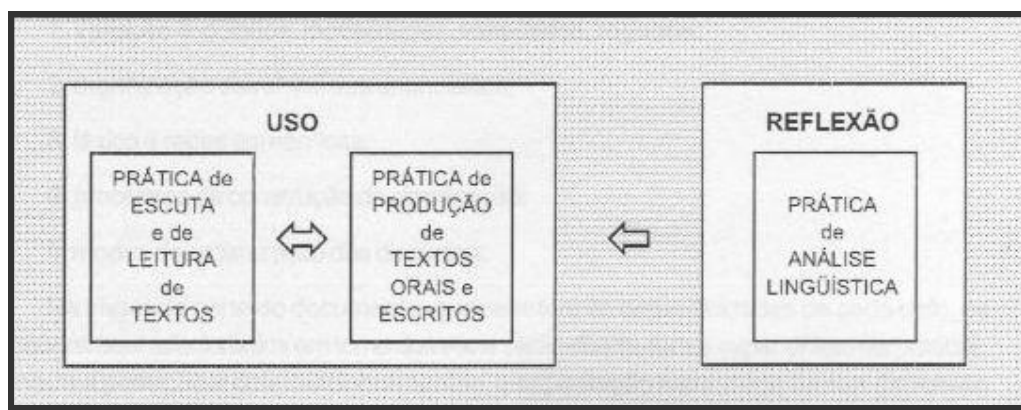 USO
PRÁTICA de
ESCUTA
e de
LEITURA
de
TEXTOS
PRÁTICA de
PRODUÇÃO
de
TEXTOS
ORAIS e
ESCRITOS
REFLEXÃO
PRÁTICA
de
ANÁLISE
LINGÜÍSTICA